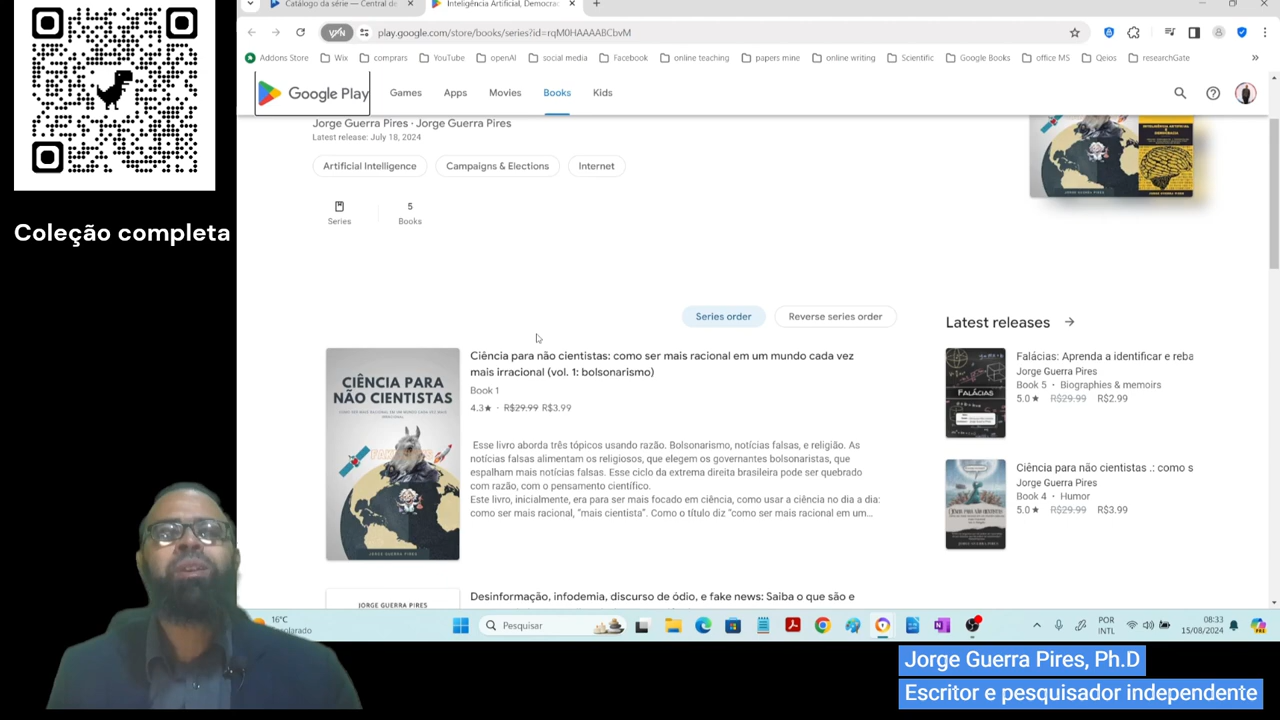 Catálogo da série — Central de
Inteligência Artificial, Democrac
play.google.com/store/books/series?id=rqM0HAAAABCbvM
Addons Store
Wix
comprars
YouTube
openAI
social media
Facebook
online teaching
papers mine
online writing
Scientific
Google Books
office MS
Qeios
researchGate
Google Play
Games
Apps
Movies
Books
Kids
Jorge Guerra Pires · Jorge Guerra Pires
Latest release: July 18, 2024
Artificial Intelligence
Campaigns & Elections
Internet
5
Series
Books
Coleção completa
Series order
Reverse series order
Latest releases
CIÊNCIA PARA
NÃO CIENTISTAS
JORGE GUERRA PIRES
Ciência para não cientistas: como ser mais racional em um mundo cada vez
mais irracional (vol. 1: bolsonarismo)
Book 1
4.3★ · R$29.99 R$3.99
Esse livro aborda três tópicos usando razão. Bolsonarismo, notícias falsas, e religião. As
notícias falsas alimentam os religiosos, que elegem os governantes bolsonaristas, que
espalham mais notícias falsas. Esse ciclo da extrema direita brasileira pode ser quebrado
com razão, com o pensamento científico.
Este livro, inicialmente, era para ser mais focado em ciência, como usar a ciência no dia a dia:
como ser mais racional, “mais cientista”. Como o título diz “como ser mais racional em um...
FALÁCIAS
Falácias: Aprenda a identificar e reba
Jorge Guerra Pires
Book 5 · Biographies & memoirs
5.0★ R$29.99 R$2.99
Ciência para não cientistas .: como s
Jorge Guerra Pires
Book 4 · Humor
5.0★ R$29.99 R$3.99
JORGE GUERRA PIRES
Desinformação, infodemia, discurso de ódio, e fake news: Saiba o que são e
16°C
Pesquisar
POR
INTL
08:33
15/08/2024
Jorge Guerra Pires, Ph.D
Escritor e pesquisador independente